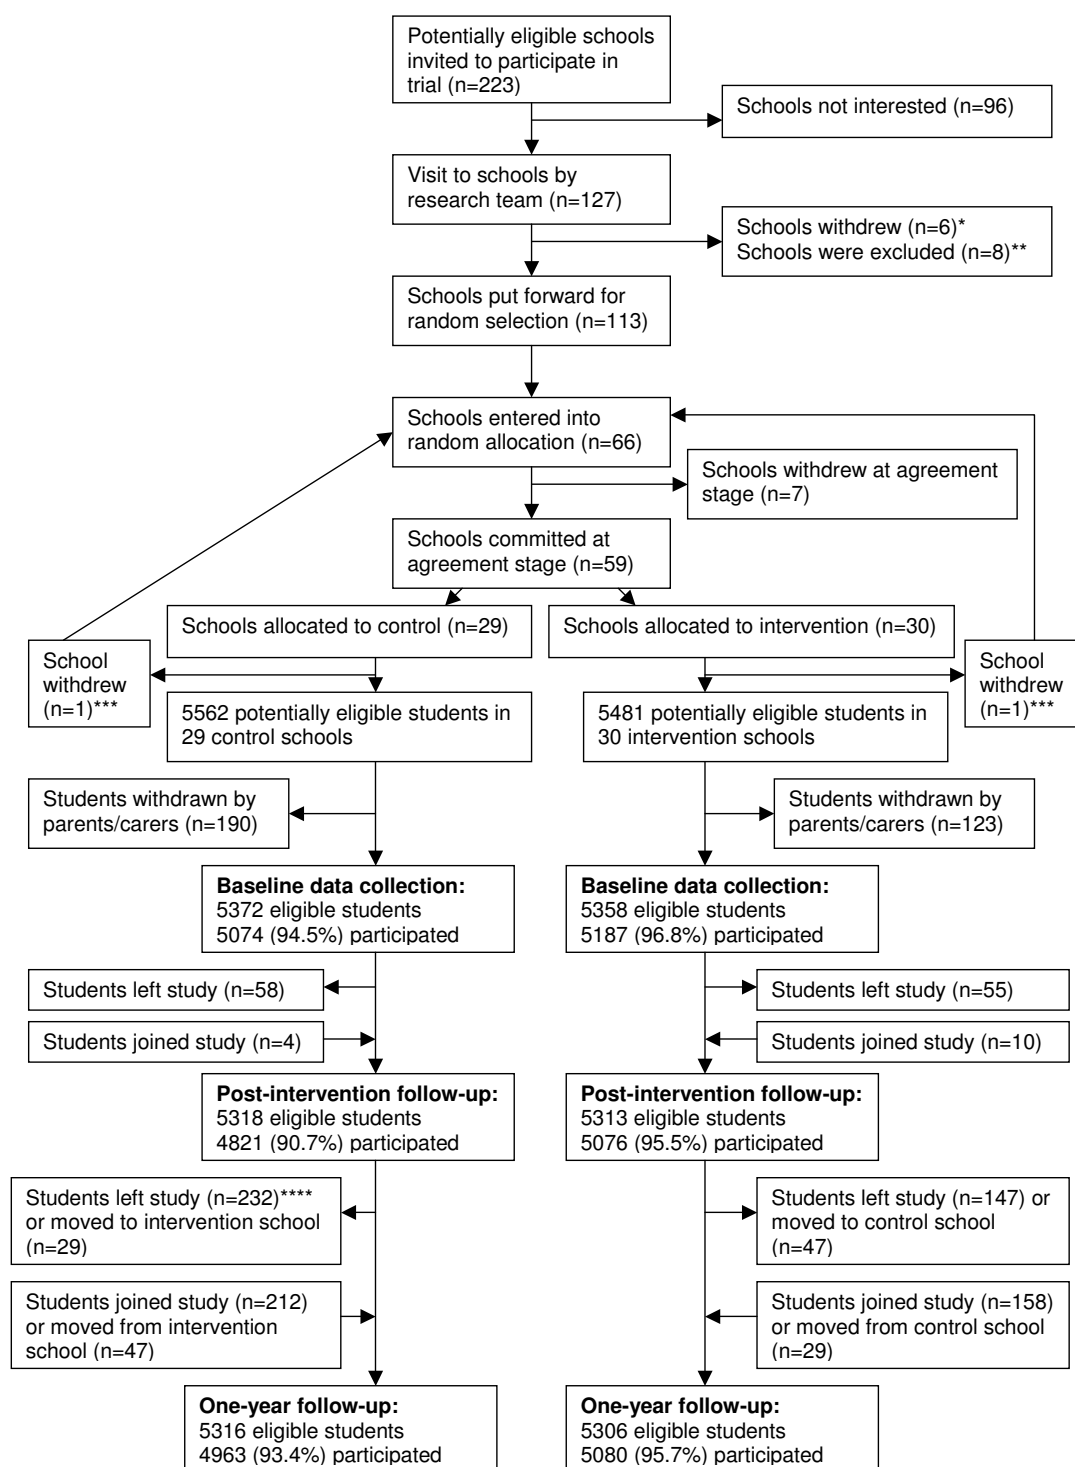 Potentially eligible schools
invited to participate in
trial (n=223)
Schools not interested (n=96)
Visit to schools by
research team (n=127)
Schools withdrew (n=6)*
Schools were excluded (n=8)**
Schools put forward for
random selection (n=113)
Schools entered into
random allocation (n=66)
Schools withdrew at agreement
stage (n=7)
Schools committed at
agreement stage (n=59)
Schools allocated to control (n=29)
Schools allocated to intervention (n=30)
School
withdrew
(n=1)***
School
withdrew
(n=1)***
5562 potentially eligible students in
29 control schools
5481 potentially eligible students in
30 intervention schools
Students withdrawn by
parents/carers (n=190)
Students withdrawn by
parents/carers (n=123)
Baseline data collection:
5372 eligible students
5074 (94.5%) participated
Baseline data collection:
5358 eligible students
5187 (96.8%) participated
Students left study (n=58)
Students left study (n=55)
Students joined study (n=4)
Students joined study (n=10)
Post-intervention follow-up:
5318 eligible students
4821 (90.7%) participated
Post-intervention follow-up:
5313 eligible students
5076 (95.5%) participated
Students left study (n=232)****
or moved to intervention school
(n=29)
Students left study (n=147) or
moved to control school
(n=47)
Students joined study (n=212)
or moved from intervention
school (n=47)
Students joined study (n=158)
or moved from control school
(n=29)
One-year follow-up:
5316 eligible students
4963 (93.4%) participated
One-year follow-up:
5306 eligible students
5080 (95.7%) participated